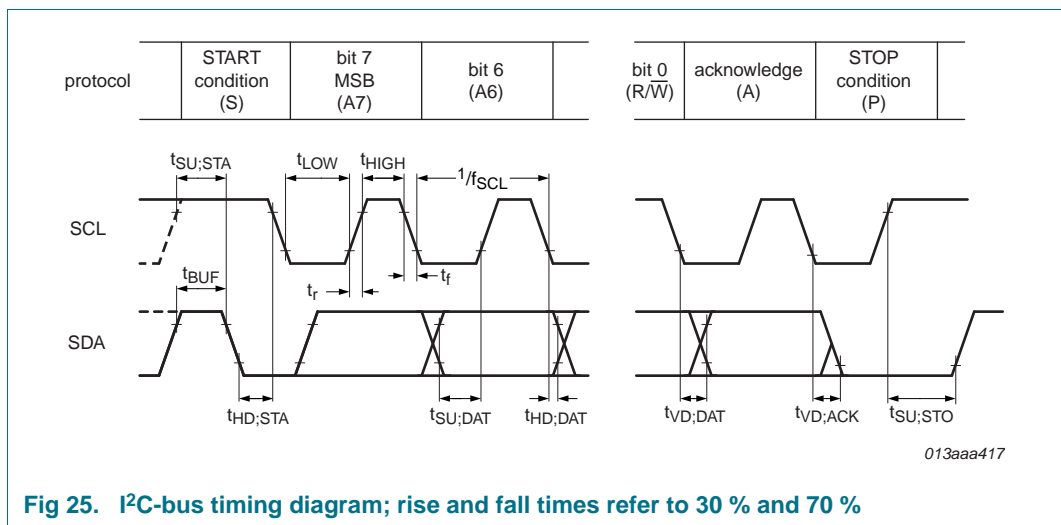 protocol
START
condition
(S)
bit 7
MSB
(A7)
bit 6
(A6)
bit 0
(R/W̅)
acknowledge
(A)
STOP
condition
(P)
tSU;STA
tLOW
tHIGH
1/fSCL
SCL
tBUF
tr
tf
SDA
tHD;STA
tSU;DAT
tHD;DAT
tVD;DAT
tVD;ACK
tSU;STO
013aaa417
Fig 25. I²C-bus timing diagram; rise and fall times refer to 30 % and 70 %